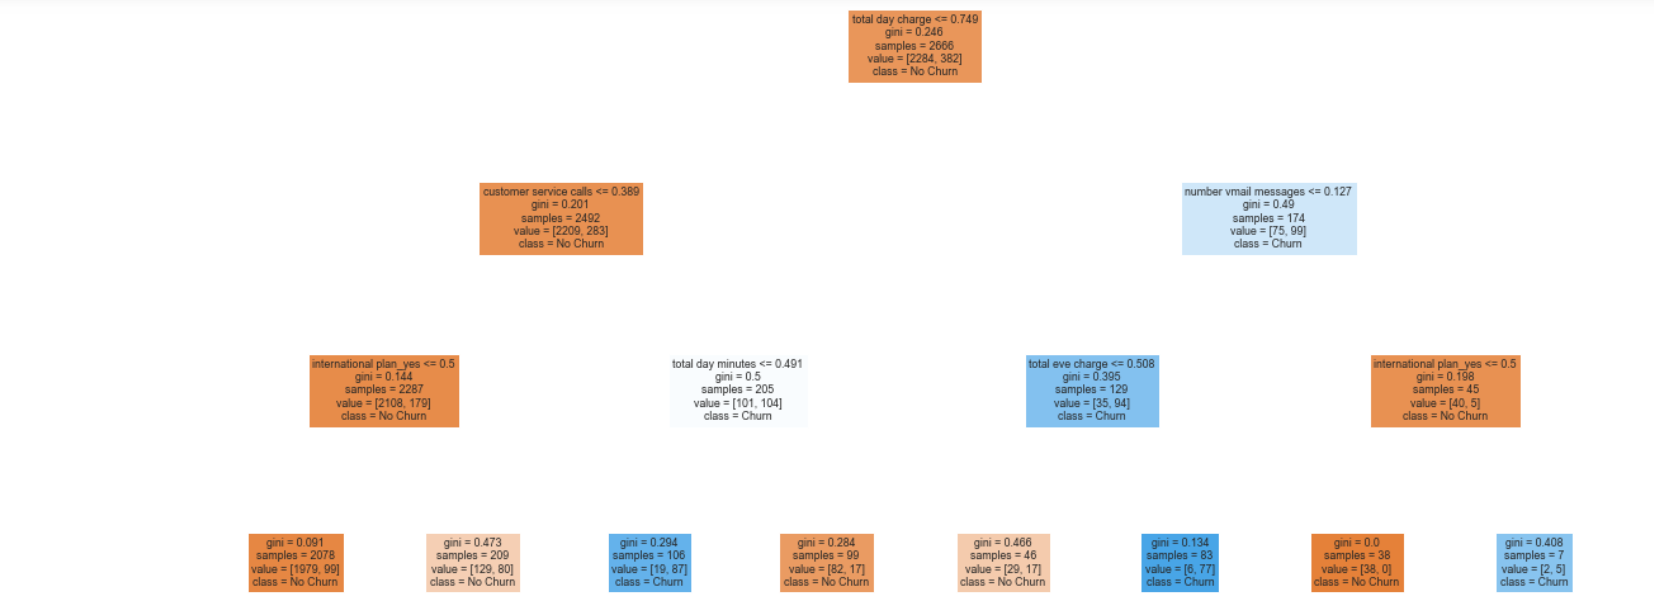 total day charge <= 0.749
gini = 0.246
samples = 2666
value = [2284, 382]
class = No Churn
customer service calls <= 0.389
gini = 0.201
samples = 2492
value = [2209, 283]
class = No Churn
number vmail messages <= 0.127
gini = 0.49
samples = 174
value = [75, 99]
class = Churn
international plan_yes <= 0.5
gini = 0.144
samples = 2287
value = [2108, 179]
class = No Churn
total day minutes <= 0.491
gini = 0.5
samples = 205
value = [101, 104]
class = Churn
total eve charge <= 0.508
gini = 0.395
samples = 129
value = [35, 94]
class = Churn
international plan_yes <= 0.5
gini = 0.198
samples = 45
value = [40, 5]
class = No Churn
gini = 0.091
samples = 2078
value = [1979, 99]
class = No Churn
gini = 0.473
samples = 209
value = [129, 80]
class = No Churn
gini = 0.294
samples = 106
value = [19, 87]
class = Churn
gini = 0.284
samples = 99
value = [82, 17]
class = No Churn
gini = 0.466
samples = 46
value = [29, 17]
class = No Churn
gini = 0.134
samples = 83
value = [6, 77]
class = Churn
gini = 0.0
samples = 38
value = [38, 0]
class = No Churn
gini = 0.408
samples = 7
value = [2, 5]
class = Churn